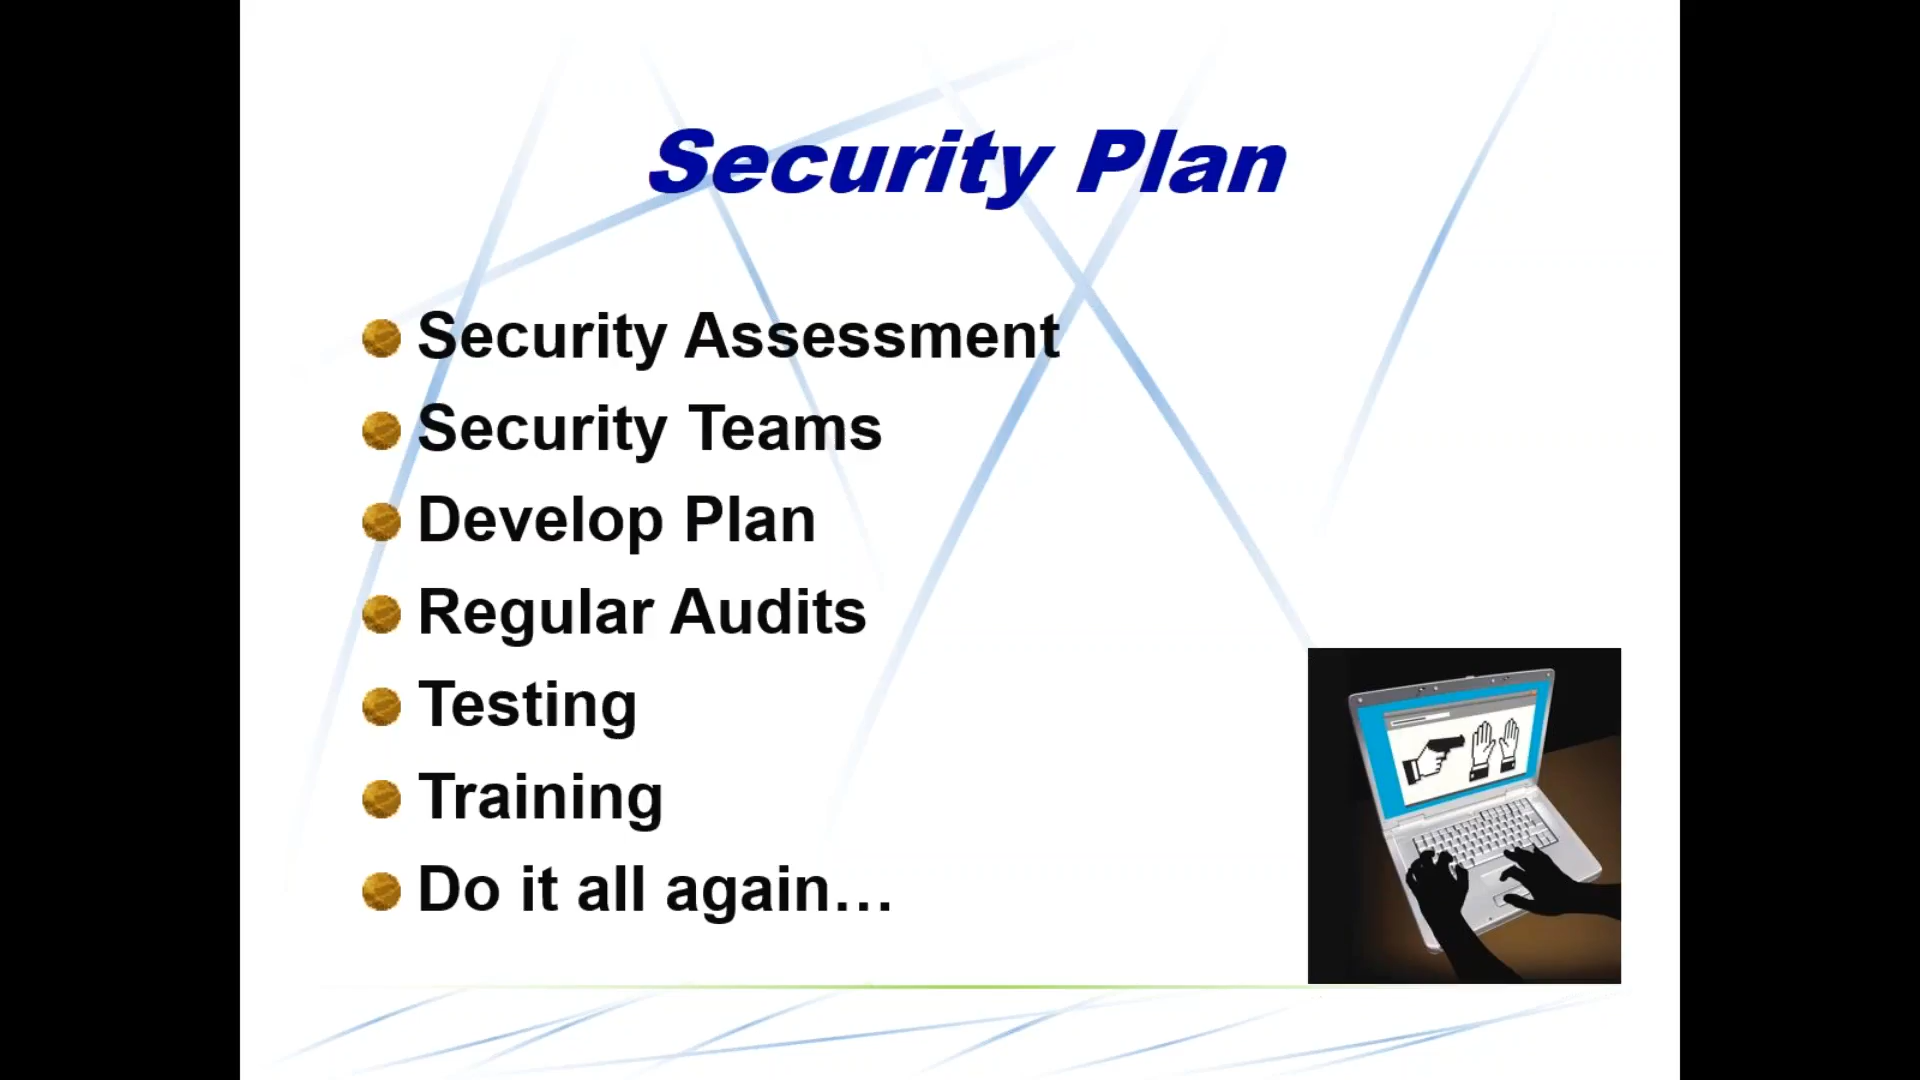 Security Plan
Security Assessment
Security Teams
Develop Plan
Regular Audits
Testing
Training
Do it all again…